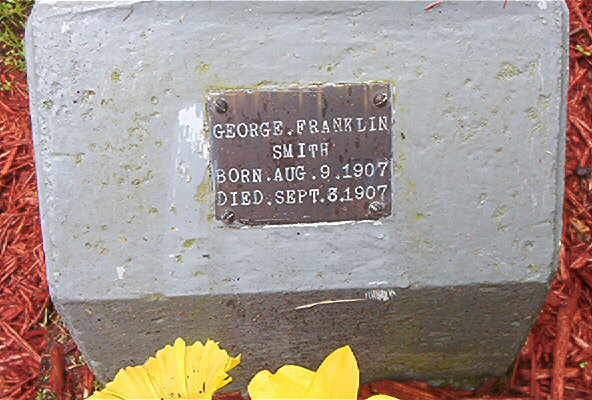 GEORGE.FRANKLIN
SMITH
BORN.AUG.9.1907
DIED.SEPT.3.1907